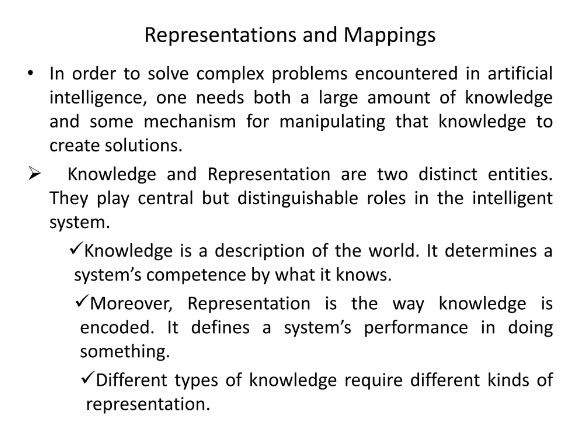 Representations and Mappings
• In order to solve complex problems encountered in artificial
intelligence, one needs both a large amount of knowledge
and some mechanism for manipulating that knowledge to
create solutions.
➢ Knowledge and Representation are two distinct entities.
They play central but distinguishable roles in the intelligent
system.
✓Knowledge is a description of the world. It determines a
system’s competence by what it knows.
✓Moreover, Representation is the way knowledge is
encoded. It defines a system’s performance in doing
something.
✓Different types of knowledge require different kinds of
representation.